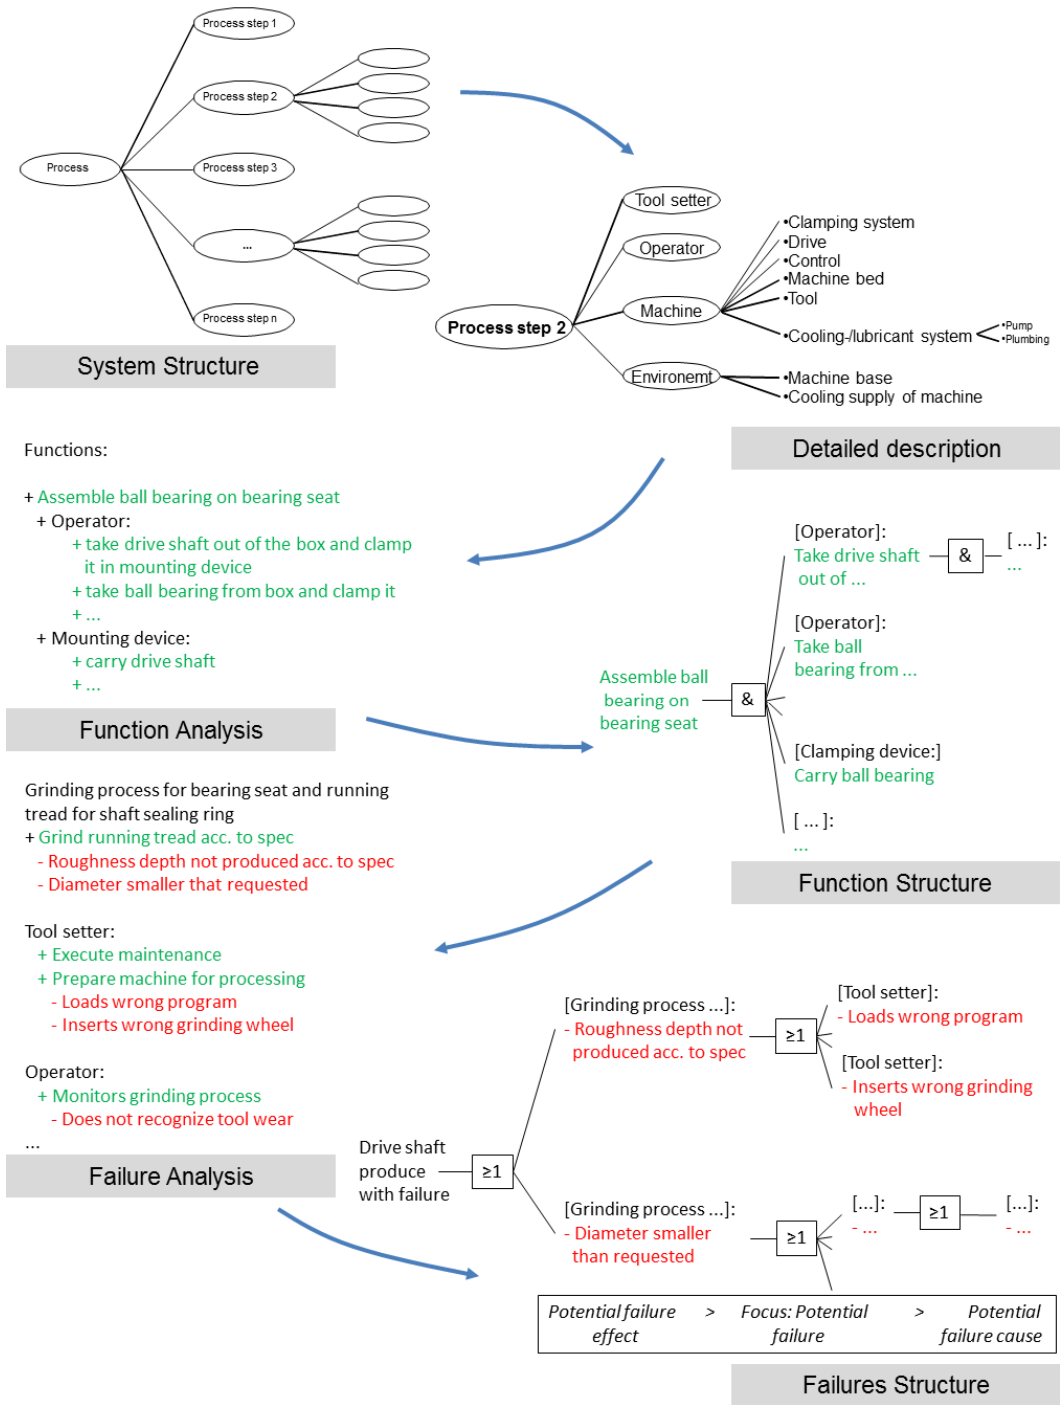 Process step 1
Process step 2
Process
Process step 3
...
Process step n
System Structure
Tool setter
Operator
Process step 2
Machine
Environemt
•Clamping system
•Drive
•Control
•Machine bed
•Tool
•Cooling-/lubricant system
•Pump
•Plumbing
•Machine base
•Cooling supply of machine
Detailed description
Functions:
+ Assemble ball bearing on bearing seat
+ Operator:
+ take drive shaft out of the box and clamp
it in mounting device
+ take ball bearing from box and clamp it
+ ...
+ Mounting device:
+ carry drive shaft
+ ...
Function Analysis
Assemble ball
bearing on
bearing seat
&
[Operator]:
Take drive shaft
out of ...
&
[ ... ]:
...
[Operator]:
Take ball
bearing from ...
[Clamping device:]
Carry ball bearing
[ ... ]:
...
Function Structure
Grinding process for bearing seat and running
tread for shaft sealing ring
+ Grind running tread acc. to spec
- Roughness depth not produced acc. to spec
- Diameter smaller that requested
Tool setter:
+ Execute maintenance
+ Prepare machine for processing
- Loads wrong program
- Inserts wrong grinding wheel
Operator:
+ Monitors grinding process
- Does not recognize tool wear
...
Failure Analysis
Drive shaft
produce
with failure
≥1
[Grinding process ...]:
- Roughness depth not
produced acc. to spec
≥1
[Tool setter]:
- Loads wrong program
[Tool setter]:
- Inserts wrong grinding
wheel
[Grinding process ...]:
- Diameter smaller
than requested
≥1
[...]:
- ...
≥1
[...]:
- ...
Potential failure > Focus: Potential > Potential
effect failure failure cause
Failures Structure